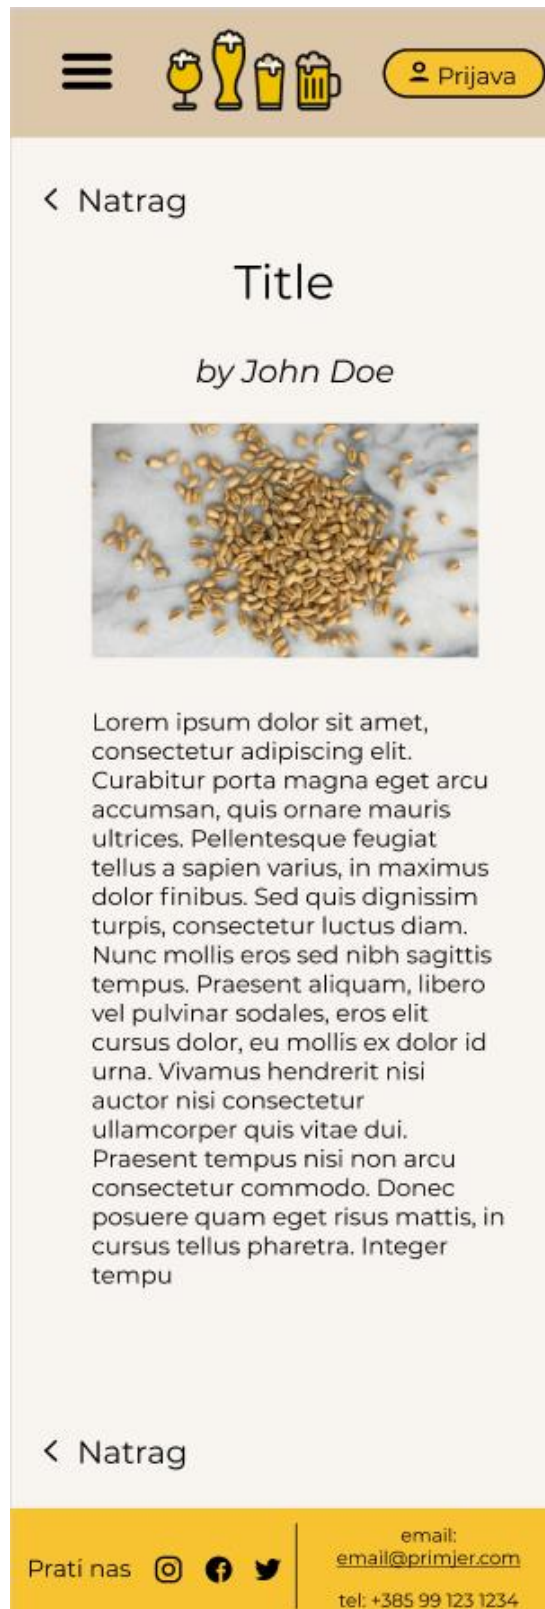 Prijava
Natrag
Title
by John Doe
Lorem ipsum dolor sit amet,
consectetur adipiscing elit.
Curabitur porta magna eget arcu
accumsan, quis ornare mauris
ultrices. Pellentesque feugiat
tellus a sapien varius, in maximus
dolor finibus. Sed quis dignissim
turpis, consectetur luctus diam.
Nunc mollis eros sed nibh sagittis
tempus. Praesent aliquam, libero
vel pulvinar sodales, eros elit
cursus dolor, eu mollis ex dolor id
urna. Vivamus hendrerit nisi
auctor nisi consectetur
ullamcorper quis vitae dui.
Praesent tempus nisi non arcu
consectetur commodo. Donec
posuere quam eget risus mattis, in
cursus tellus pharetra. Integer
tempu
Natrag
Prati nas
email:
email@primjer.com
tel: +385 99 123 1234